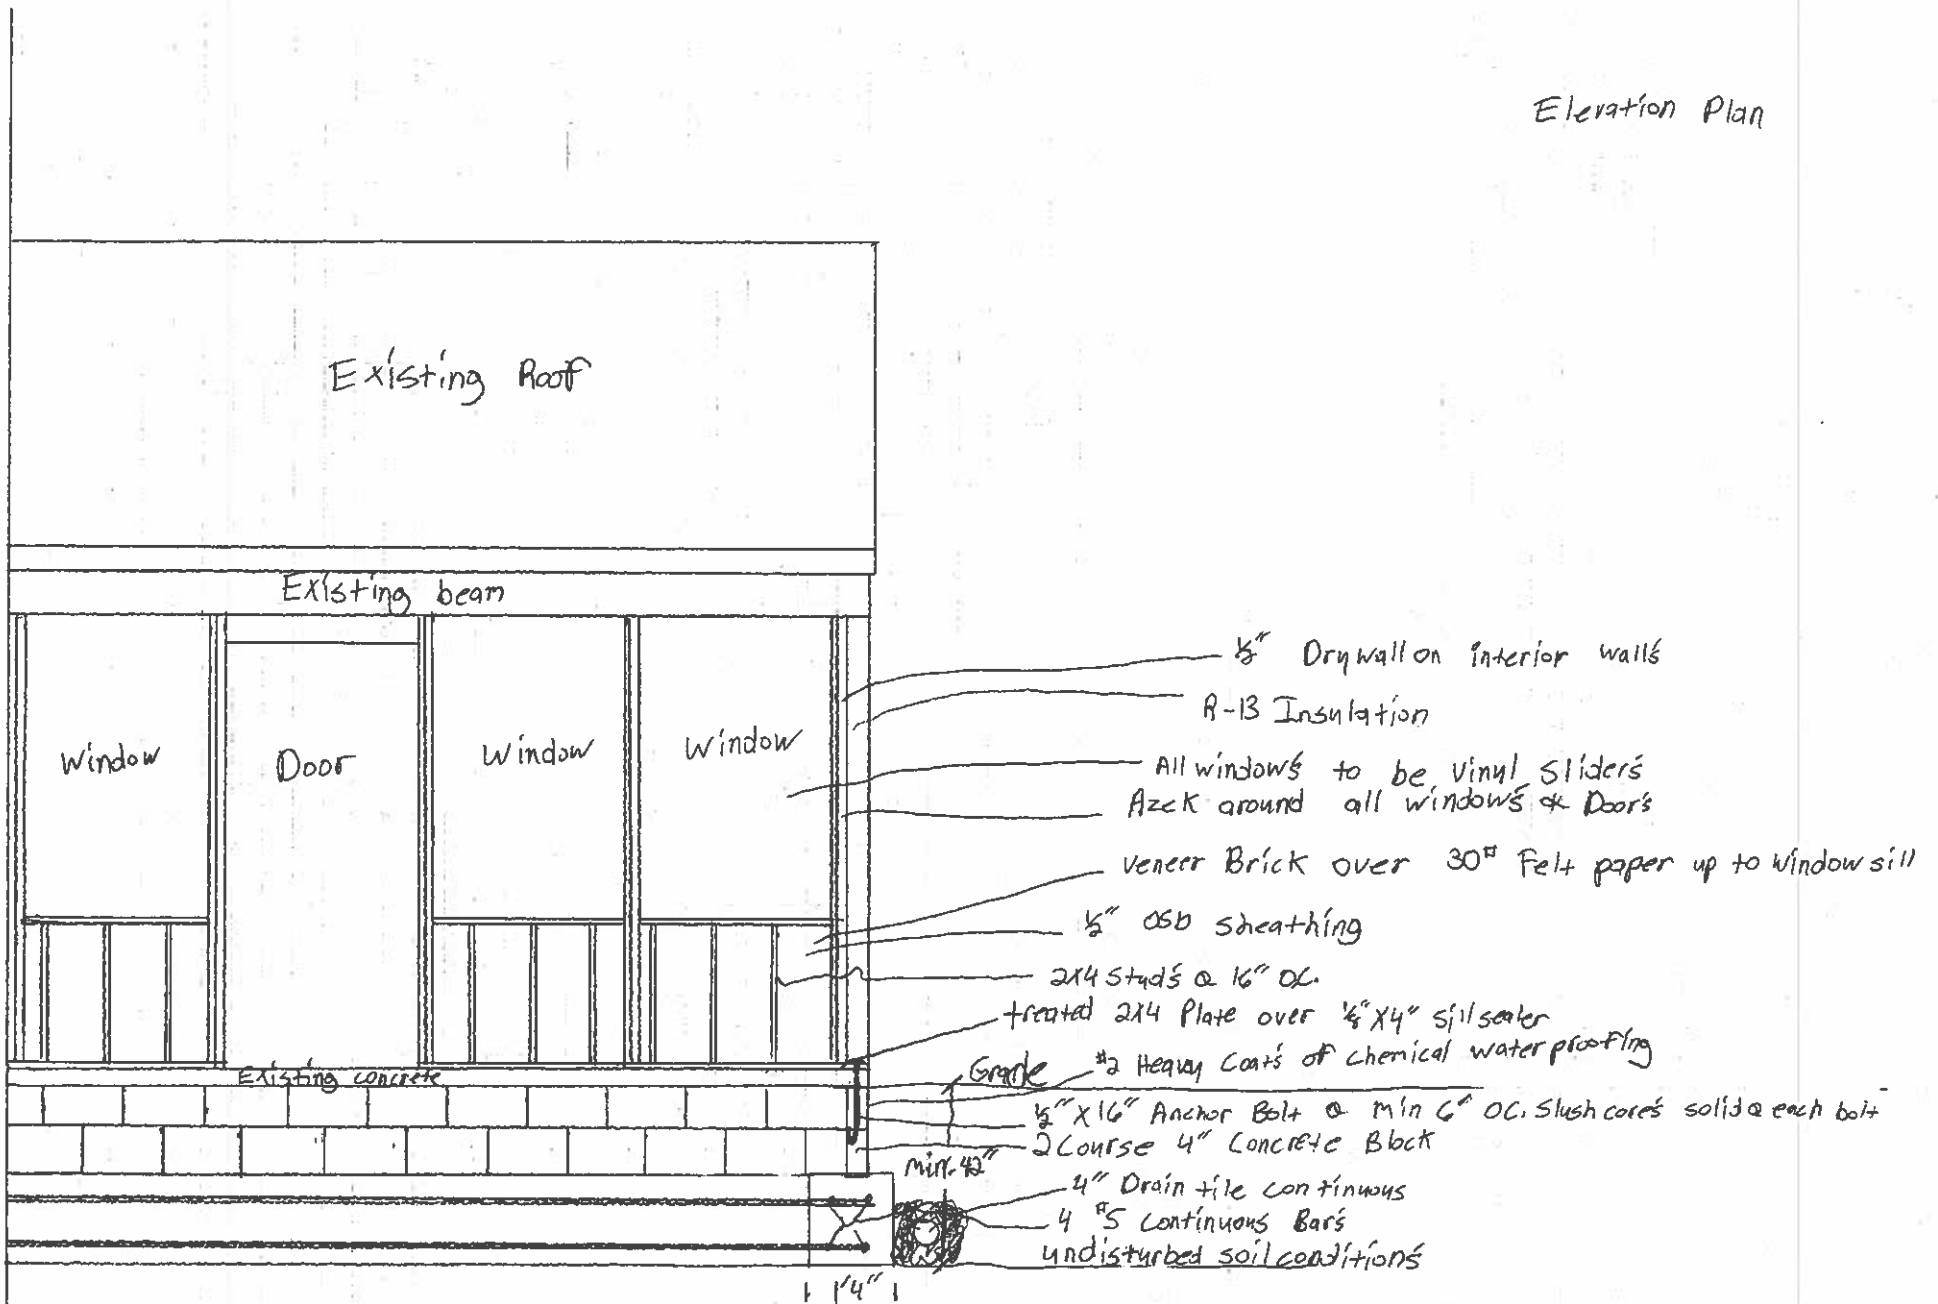 Elevation Plan
Existing Roof
Existing beam
Window
Door
Window
Window
1/2" Drywall on interior walls
R-13 Insulation
All windows to be vinyl sliders
Azek around all windows & Doors
veneer Brick over 30# Felt paper up to window sill
1/2" OSB sheathing
2x4 studs @ 16" OC.
treated 2x4 Plate over 1/8"x4" sill sealer
Existing concrete
Grade
#2 Heavy Coats of chemical waterproofing
1/2" x 16" Anchor Bolt @ min 6" OC. Slush cores solid @ each bolt
2 Course 4" Concrete Block
min. 42"
4" Drain tile continuous
4 #5 continuous Bars
undisturbed soil conditions
1'4"